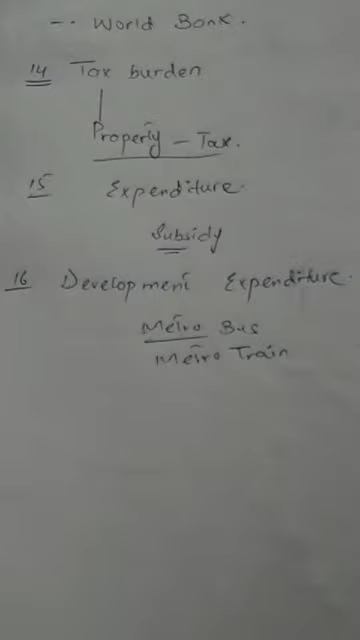 -. World Bank.
14 Tax burden
Property - Tax.
15 Expenditure.
Subsidy
16 Development Expenditure.
Metro Bus
Metro Train